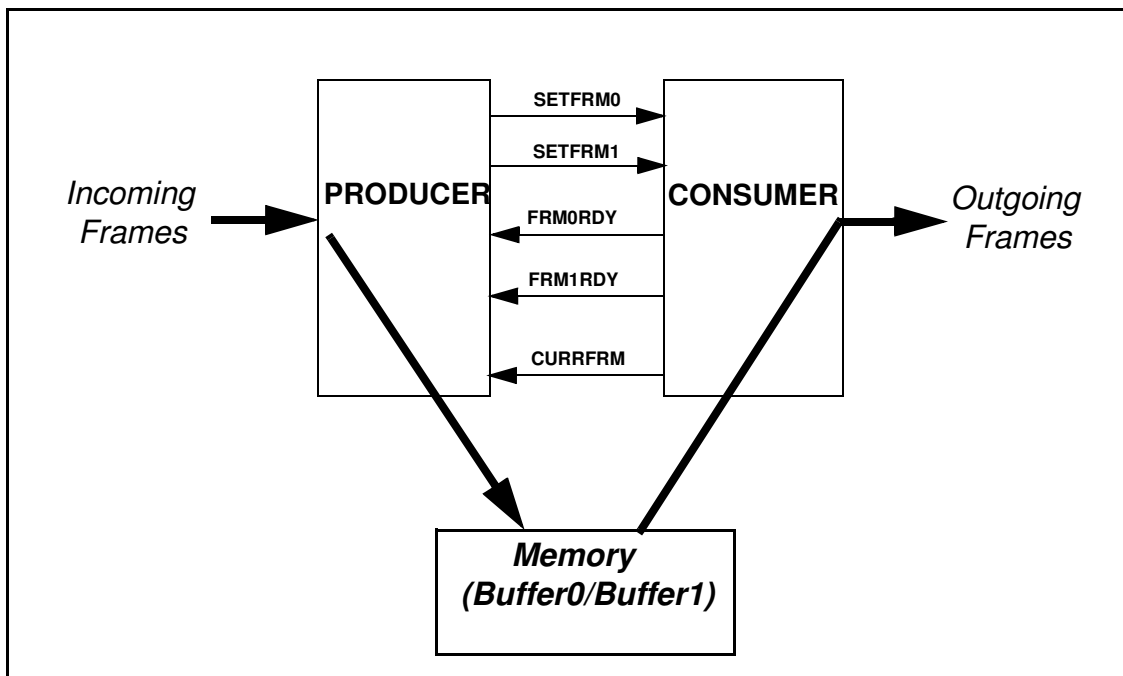 SETFRM0
SETFRM1
Incoming
Frames
PRODUCER
CONSUMER
Outgoing
Frames
FRM0RDY
FRM1RDY
CURRFRM
Memory
(Buffer0/Buffer1)